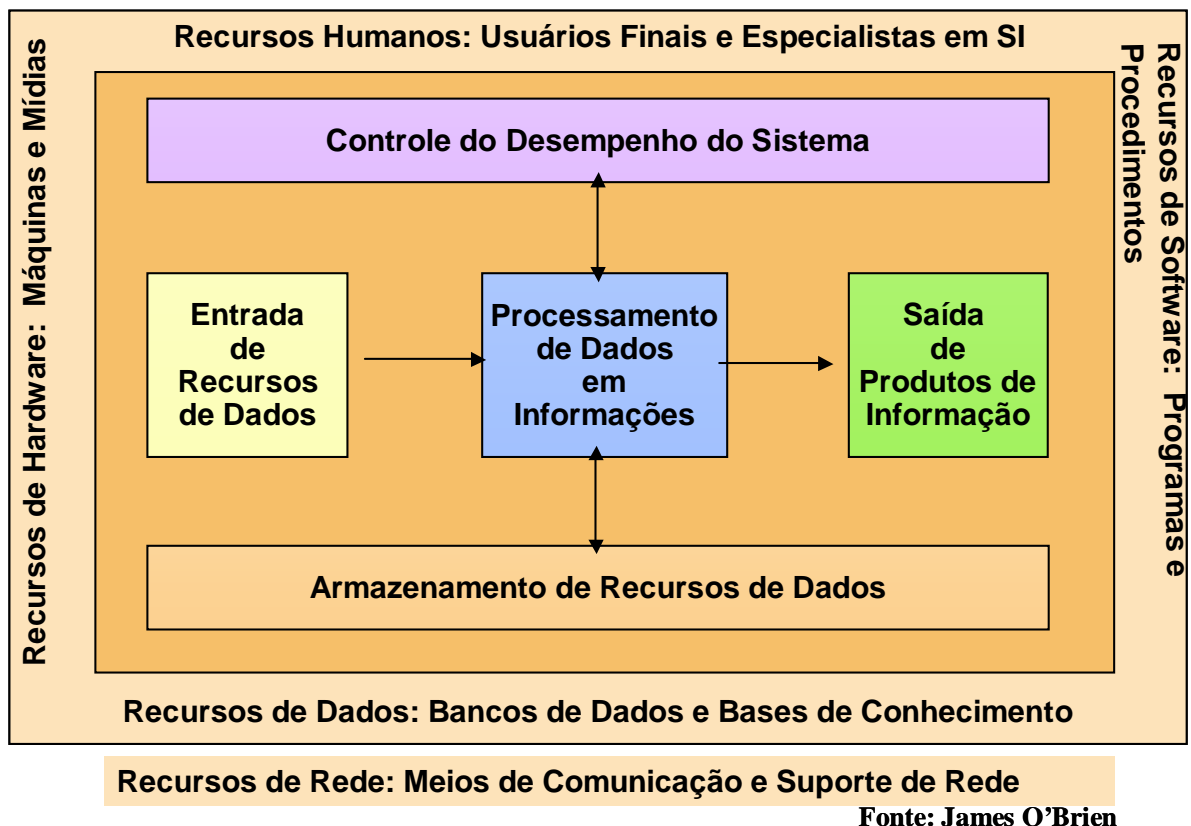 Recursos Humanos: Usuários Finais e Especialistas em SI
Recursos de Hardware:  Máquinas e Mídias
Controle do Desempenho do Sistema
Entrada
de
Recursos
de Dados
Processamento
de Dados
em
Informações
Saída
de
Produtos de
Informação
Armazenamento de Recursos de Dados
Recursos de Software:  Programas e
Procedimentos
Recursos de Dados: Bancos de Dados e Bases de Conhecimento
Recursos de Rede: Meios de Comunicação e Suporte de Rede
Fonte: James O’Brien